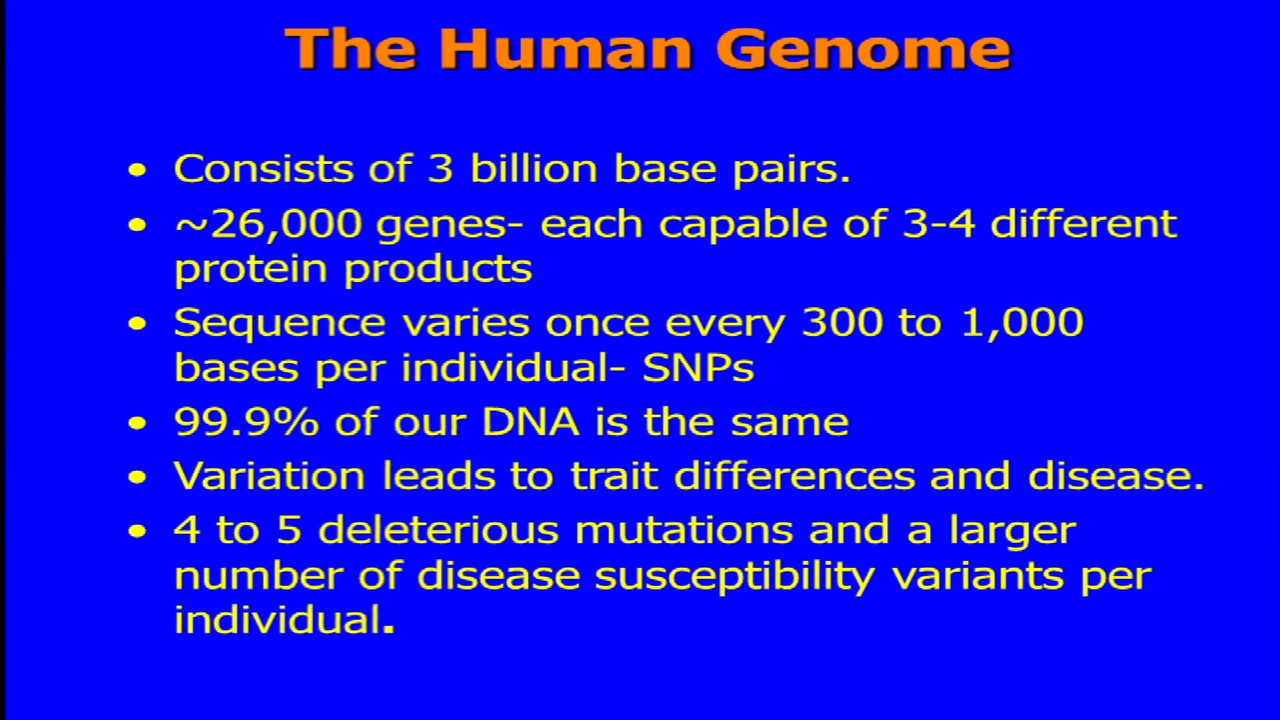 The Human Genome
• Consists of 3 billion base pairs.
• ~26,000 genes- each capable of 3-4 different
protein products
• Sequence varies once every 300 to 1,000
bases per individual- SNPs
• 99.9% of our DNA is the same
• Variation leads to trait differences and disease.
• 4 to 5 deleterious mutations and a larger
number of disease susceptibility variants per
individual.